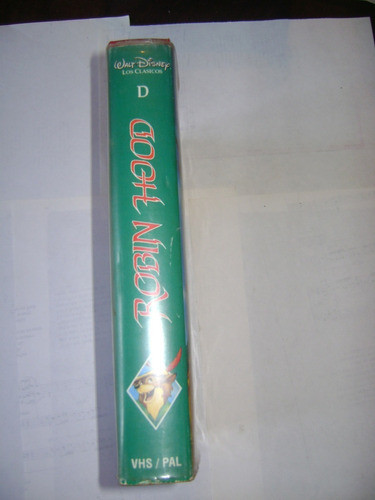 WALT DISNEY
LOS CLASICOS
D
ROBIN HOOD
VHS / PAL